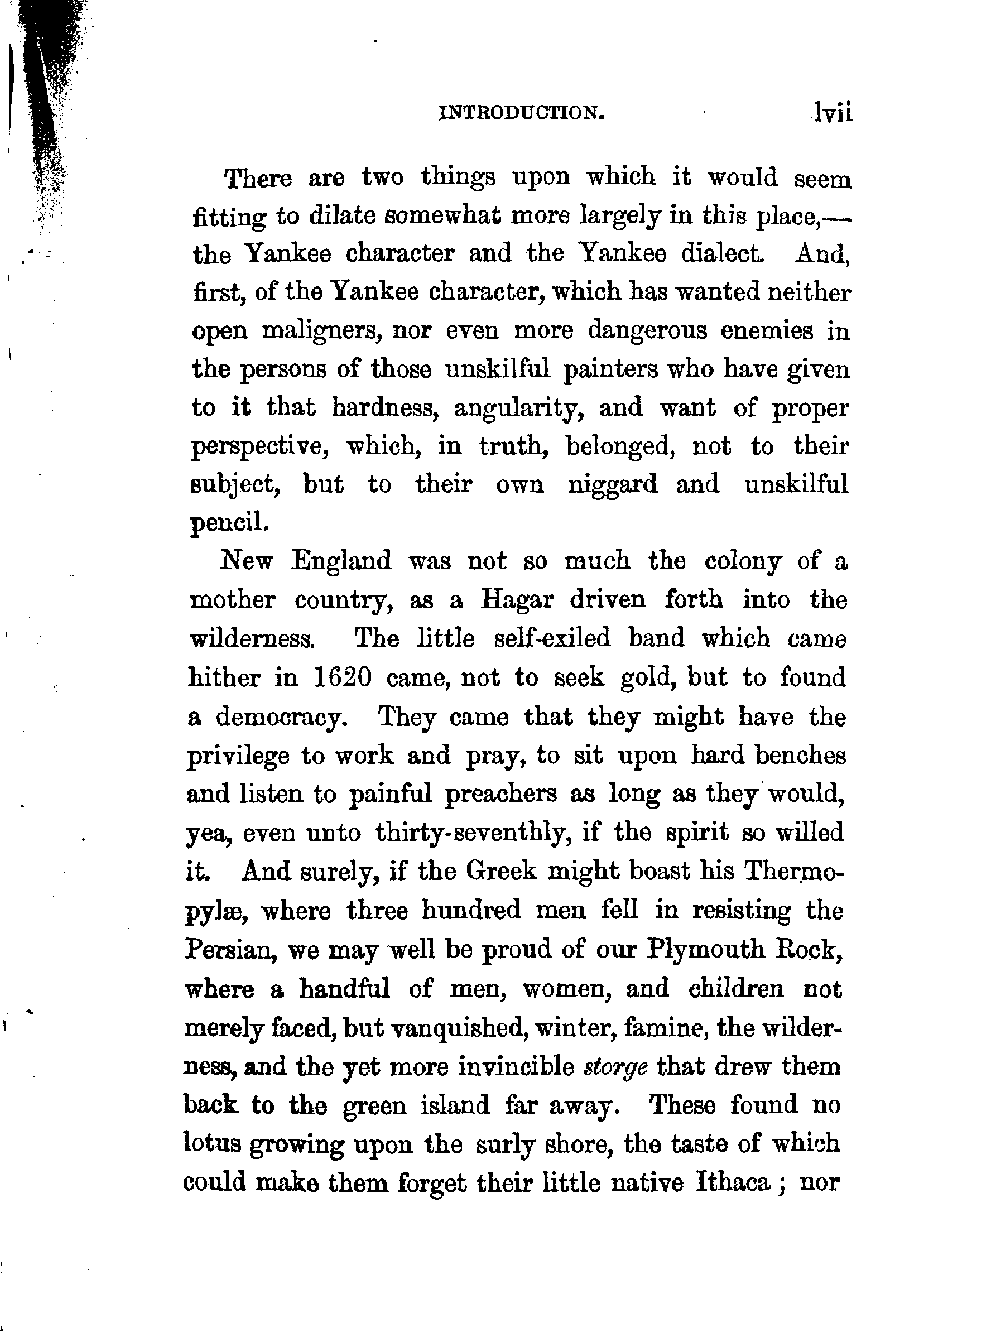 INTRODUCTION. lvii
There are two things upon which it would seem
fitting to dilate somewhat more largely in this place,—
the Yankee character and the Yankee dialect. And,
first, of the Yankee character, which has wanted neither
open maligners, nor even more dangerous enemies in
the persons of those unskilful painters who have given
to it that hardness, angularity, and want of proper
perspective, which, in truth, belonged, not to their
subject, but to their own niggard and unskilful
pencil.
New England was not so much the colony of a
mother country, as a Hagar driven forth into the
wilderness. The little self-exiled band which came
hither in 1620 came, not to seek gold, but to found
a democracy. They came that they might have the
privilege to work and pray, to sit upon hard benches
and listen to painful preachers as long as they would,
yea, even unto thirty-seventhly, if the spirit so willed
it. And surely, if the Greek might boast his Thermo-
pylæ, where three hundred men fell in resisting the
Persian, we may well be proud of our Plymouth Rock,
where a handful of men, women, and children not
merely faced, but vanquished, winter, famine, the wilder-
ness, and the yet more invincible storge that drew them
back to the green island far away. These found no
lotus growing upon the surly shore, the taste of which
could make them forget their little native Ithaca; nor